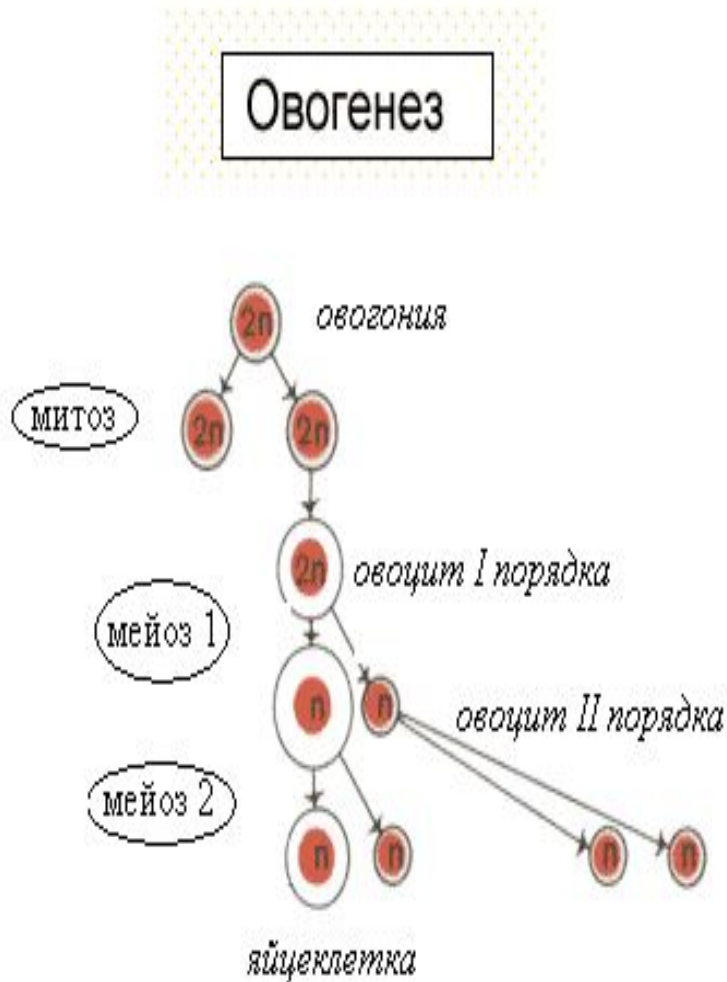 Овогенез
2n
овогония
митоз
2n
2n
2n
овоцит I порядка
мейоз 1
n
n
овоцит II порядка
мейоз 2
n
n
n
n
яйцеклетка